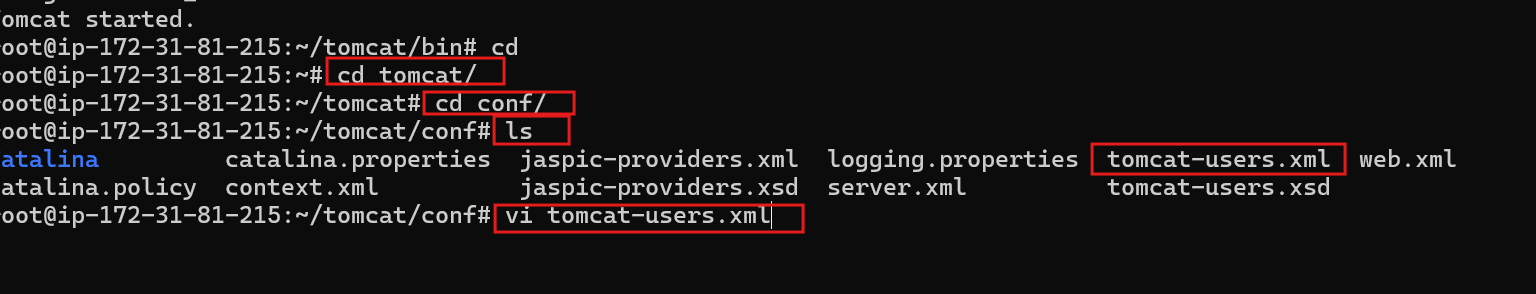 omcat started.
oot@ip-172-31-81-215:~/tomcat/bin# cd
oot@ip-172-31-81-215:~# cd tomcat/
oot@ip-172-31-81-215:~/tomcat# cd conf/
oot@ip-172-31-81-215:~/tomcat/conf# ls
atalina catalina.properties jaspic-providers.xml logging.properties tomcat-users.xml web.xml
atalina.policy context.xml jaspic-providers.xsd server.xml tomcat-users.xsd
oot@ip-172-31-81-215:~/tomcat/conf# vi tomcat-users.xml